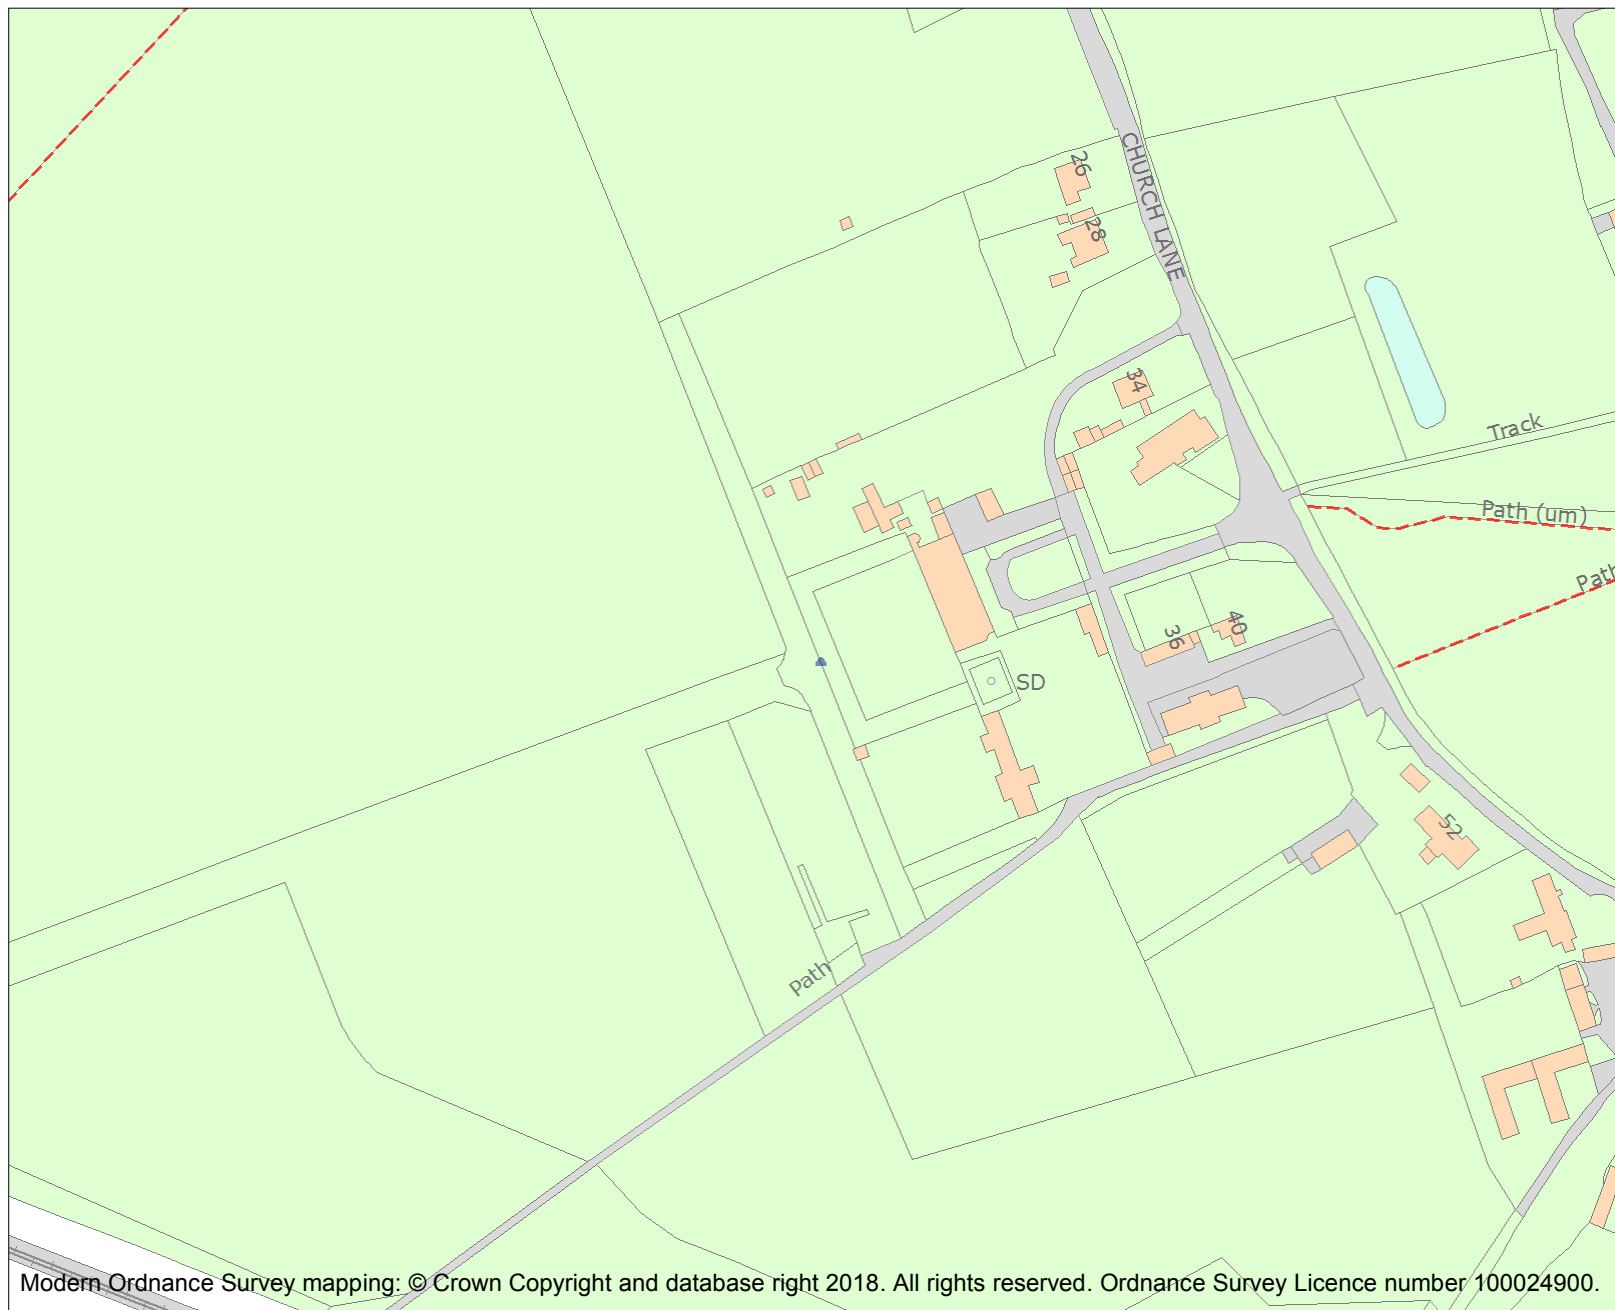 26
CHURCH LANE
28
34
Track
Path (um)
Path
40
36
SD
52
Path
Modern Ordnance Survey mapping: © Crown Copyright and database right 2018. All rights reserved. Ordnance Survey Licence number 100024900.